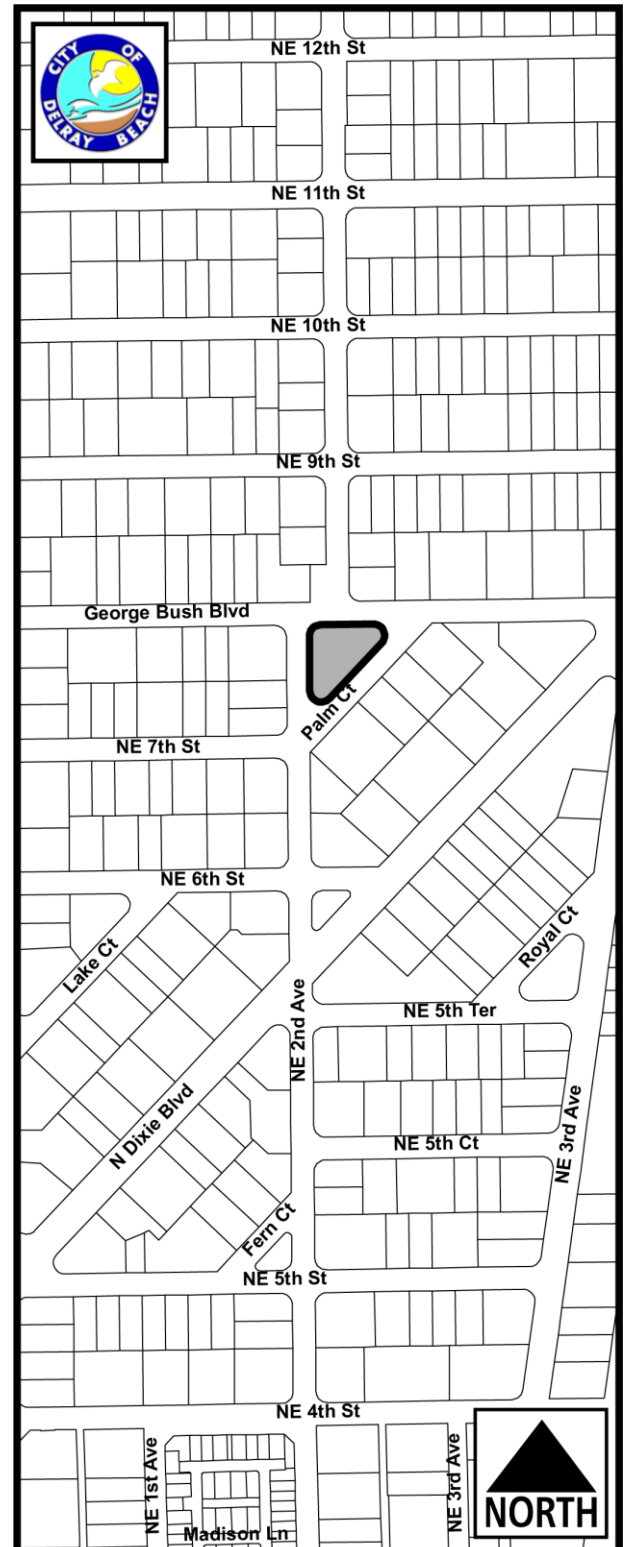 CITY OF
DELRAY BEACH
NE 12th St
NE 11th St
NE 10th St
NE 9th St
George Bush Blvd
Palm Ct
NE 7th St
NE 6th St
Lake Ct
Royal Ct
NE 2nd Ave
NE 5th Ter
N Dixie Blvd
NE 3rd Ave
NE 5th Ct
Fern Ct
NE 5th St
NE 4th St
NE 1st Ave
NE 3rd Ave
Madison Ln
NORTH